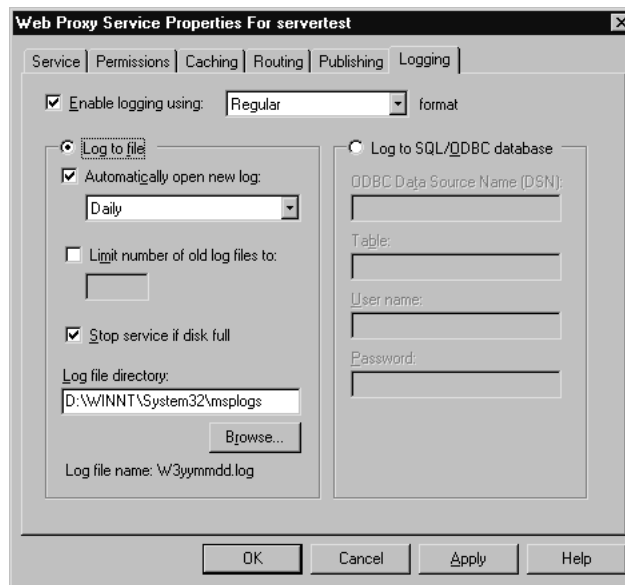 Web Proxy Service Properties For servertest
Service Permissions Caching Routing Publishing Logging
Enable logging using: Regular format
Log to file
Automatically open new log:
Daily
Limit number of old log files to:
Stop service if disk full
Log file directory:
D:\WINNT\System32\msplogs
Browse...
Log file name: W3yymmdd.log
Log to SQL/ODBC database
ODBC Data Source Name (DSN):
Table:
User name:
Password:
OK Cancel Apply Help